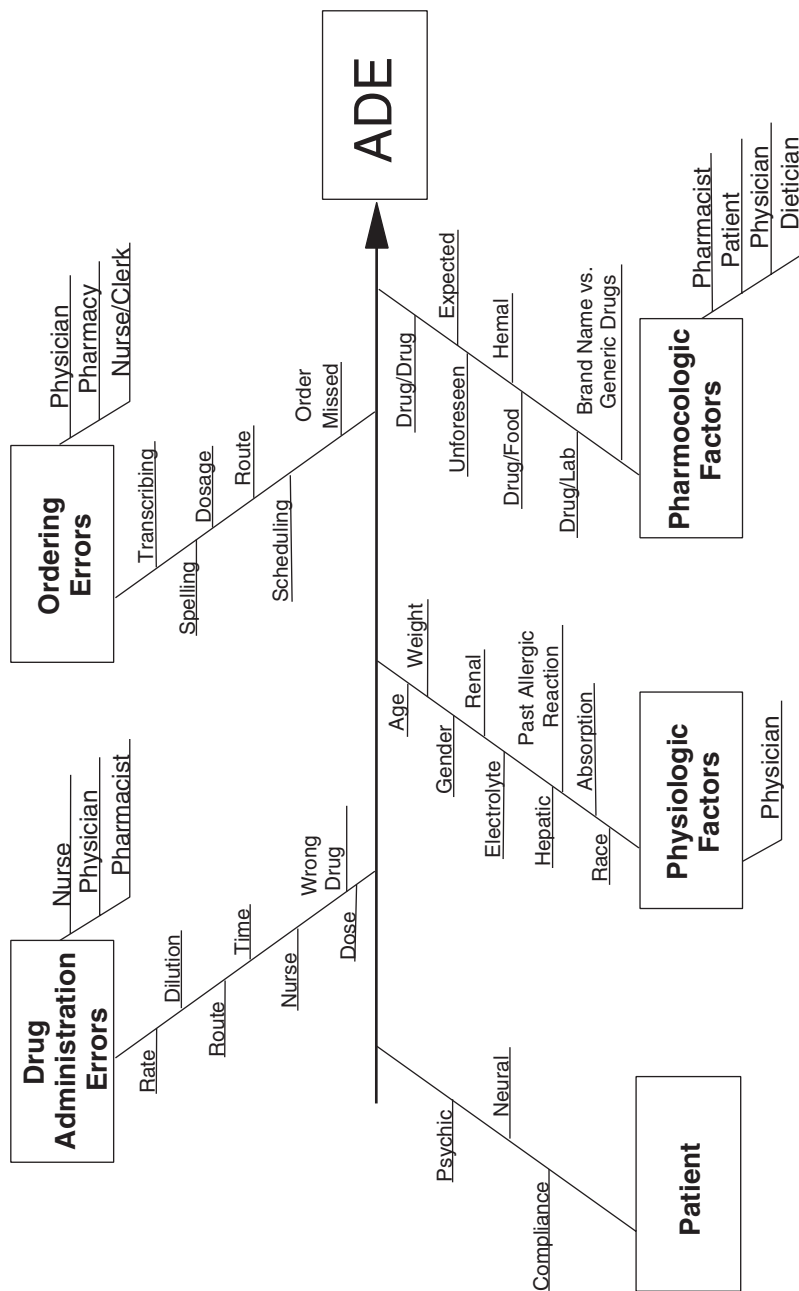 Drug
Administration
Errors
Nurse
Physician
Pharmacist
Rate
Dilution
Route
Time
Nurse
Wrong
Drug
Dose
Ordering
Errors
Physician
Pharmacy
Nurse/Clerk
Transcribing
Spelling
Dosage
Route
Scheduling
Order
Missed
ADE
Patient
Psychic
Neural
Compliance
Physiologic
Factors
Physician
Age
Weight
Gender
Renal
Electrolyte
Past Allergic
Reaction
Hepatic
Absorption
Race
Pharmocologic
Factors
Pharmacist
Patient
Physician
Dietician
Drug/Drug
Expected
Unforeseen
Hemal
Drug/Food
Drug/Lab
Brand Name vs.
Generic Drugs